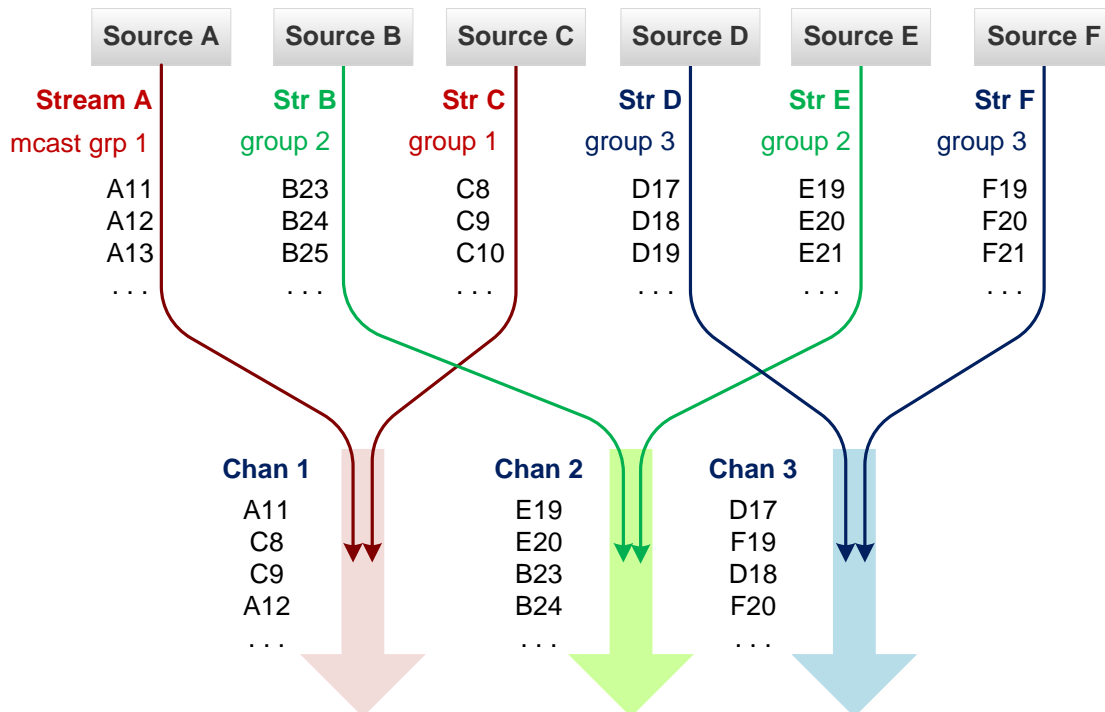 Source A Source B Source C Source D Source E Source F
Stream A Str B Str C Str D Str E Str F
mcast grp 1 group 2 group 1 group 3 group 2 group 3
A11 B23 C8 D17 E19 F19
A12 B24 C9 D18 E20 F20
A13 B25 C10 D19 E21 F21
. . . . . . . . . . . . . . . . . .
Chan 1 Chan 2 Chan 3
A11 E19 D17
C8 E20 F19
C9 B23 D18
A12 B24 F20
. . . . . . . . .